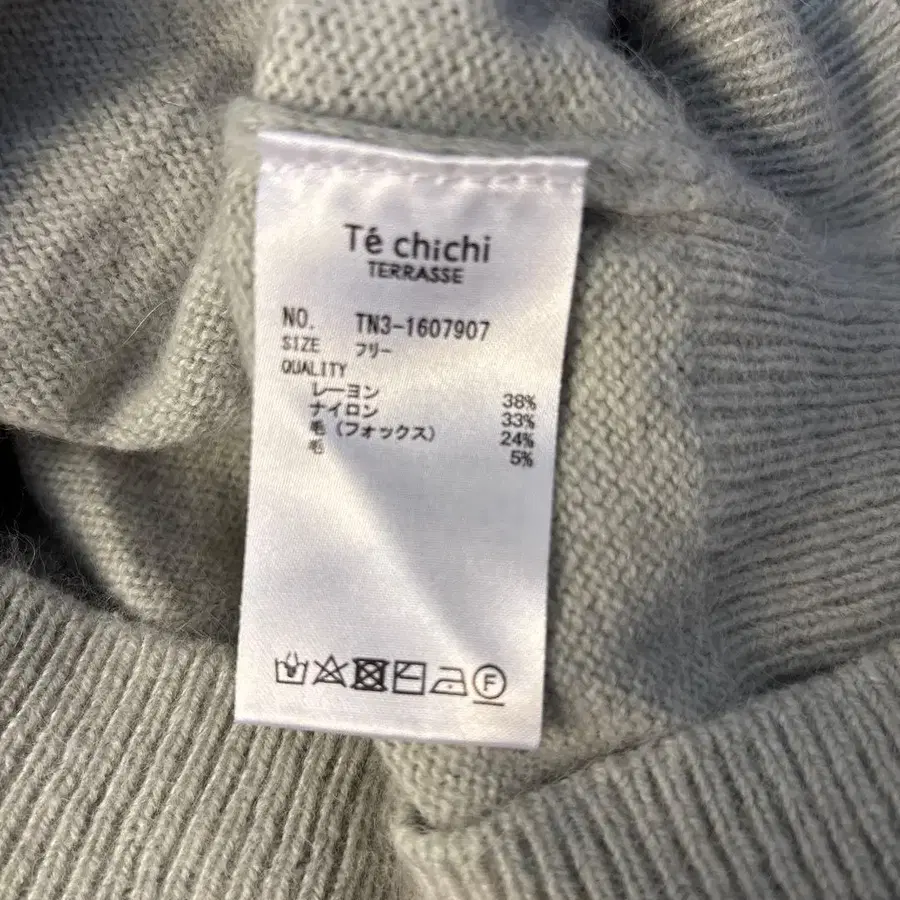 Té chichi
TERRASSE
NO. TN3-1607907
SIZE フリー
QUALITY
レーヨン 38%
ナイロン 33%
毛(フォックス) 24%
毛 5%
F